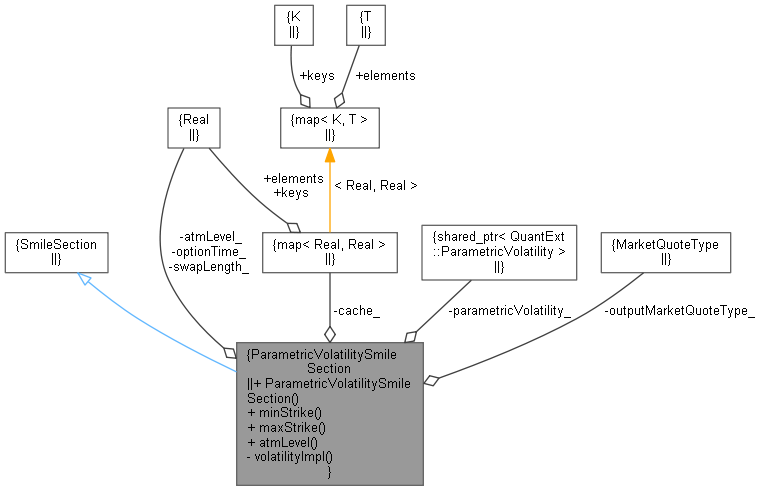 {K
||}
{T
||}
+keys
+elements
{Real
||}
{map< K, T >
||}
+elements
+keys
< Real, Real >
{SmileSection
||}
-atmLevel_
-optionTime_
-swapLength_
{map< Real, Real >
||}
{shared_ptr< QuantExt
::ParametricVolatility >
||}
{MarketQuoteType
||}
-cache_
-parametricVolatility_
-outputMarketQuoteType_
{ParametricVolatilitySmile
Section
||+ ParametricVolatilitySmile
Section()
+ minStrike()
+ maxStrike()
+ atmLevel()
- volatilityImpl()
}